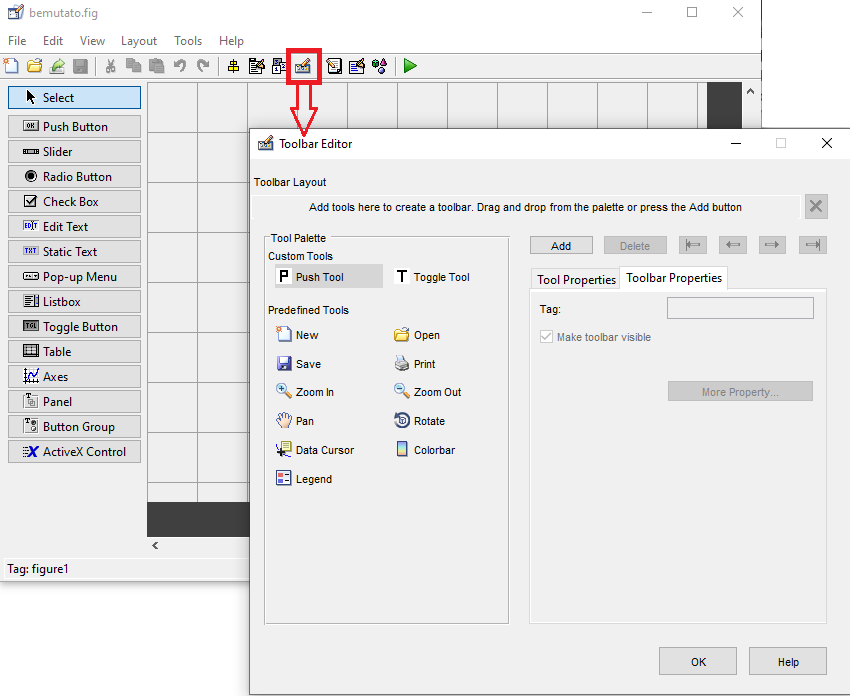 bemutato.fig
File Edit View Layout Tools Help
Select
OK Push Button
Slider
Radio Button
Check Box
EDIT Edit Text
TXT Static Text
Pop-up Menu
Listbox
TGL Toggle Button
Table
Axes
T Panel
T Button Group
X ActiveX Control
Tag: figure1
Toolbar Editor
Toolbar Layout
Add tools here to create a toolbar. Drag and drop from the palette or press the Add button
Tool Palette
Custom Tools
P Push Tool T Toggle Tool
Predefined Tools
New Open
Save Print
Zoom In Zoom Out
Pan Rotate
Data Cursor Colorbar
Legend
Add Delete
Tool Properties Toolbar Properties
Tag:
Make toolbar visible
More Property...
OK Help